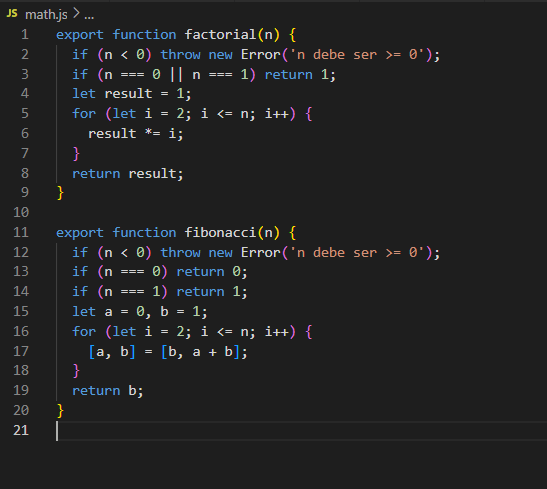 JS math.js > ...
1 export function factorial(n) {
2   if (n < 0) throw new Error('n debe ser >= 0');
3   if (n === 0 || n === 1) return 1;
4   let result = 1;
5   for (let i = 2; i <= n; i++) {
6     result *= i;
7   }
8   return result;
9 }
10
11 export function fibonacci(n) {
12   if (n < 0) throw new Error('n debe ser >= 0');
13   if (n === 0) return 0;
14   if (n === 1) return 1;
15   let a = 0, b = 1;
16   for (let i = 2; i <= n; i++) {
17     [a, b] = [b, a + b];
18   }
19   return b;
20 }
21